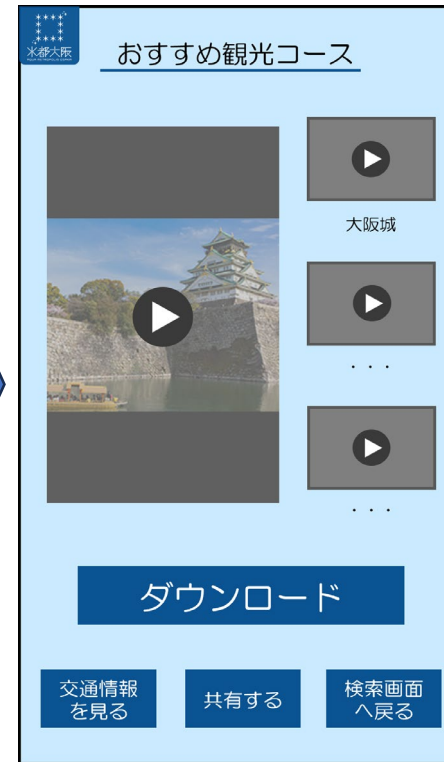 水都大阪
おすすめ観光コース
大阪城
・・・
・・・
ダウンロード
交通情報
を見る
共有する
検索画面
へ戻る